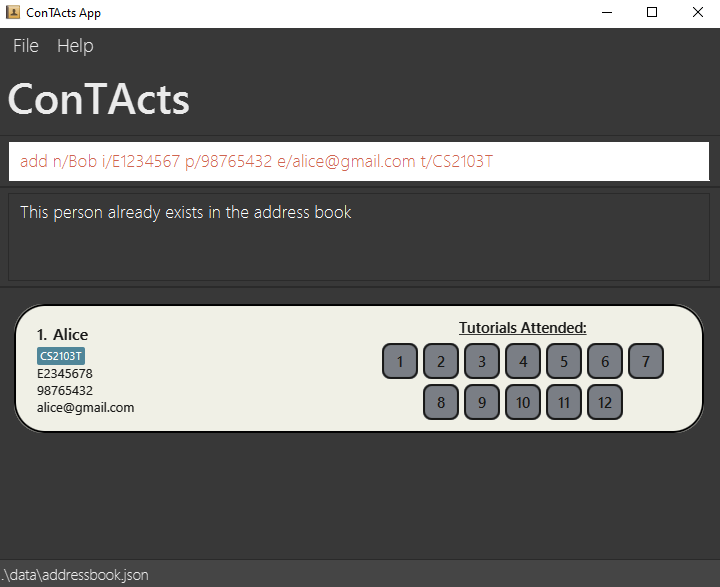 ConTActs App
File Help
ConTActs
add n/Bob i/E1234567 p/98765432 e/alice@gmail.com t/CS2103T
This person already exists in the address book
1. Alice
CS2103T
E2345678
98765432
alice@gmail.com
Tutorials Attended:
1 2 3 4 5 6 7
8 9 10 11 12
.\data\addressbook.json